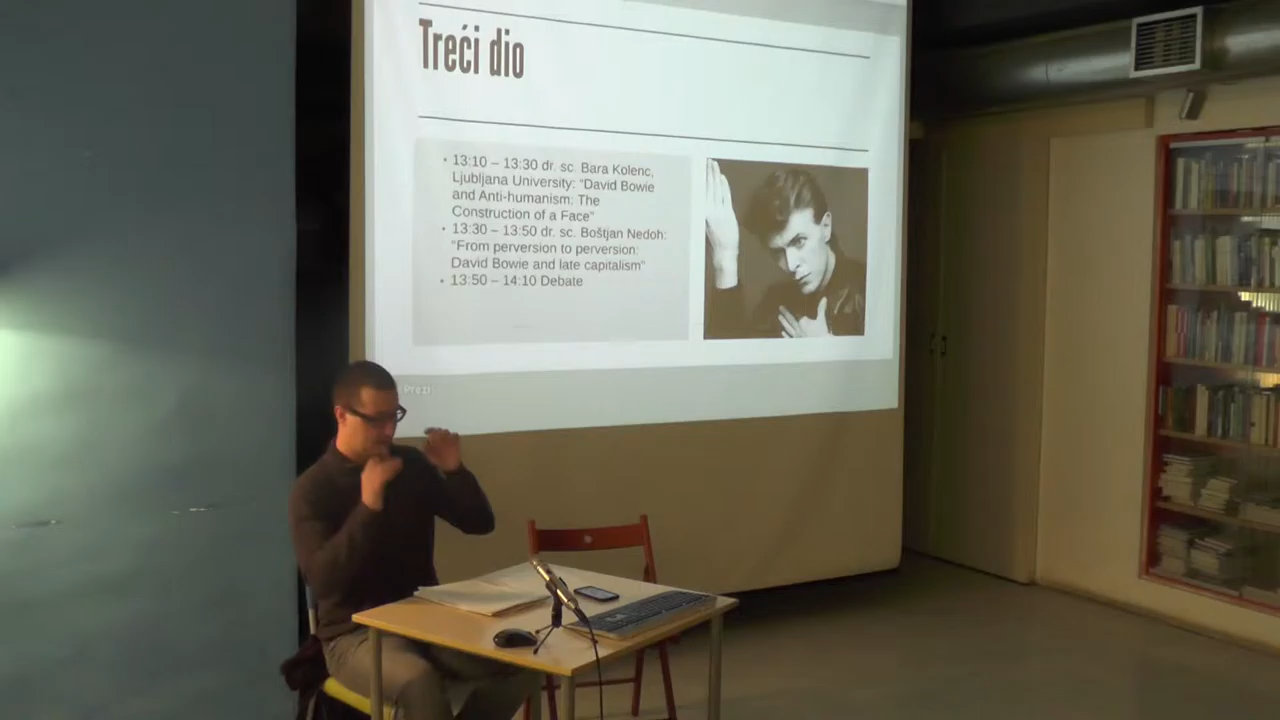 Treći dio
• 13:10 – 13:30 dr. sc. Bara Kolenc,
Ljubljana University: "David Bowie
and Anti-humanism: The
Construction of a Face"
• 13:30 – 13:50 dr. sc. Boštjan Nedoh:
"From perversion to perversion:
David Bowie and late capitalism"
• 13:50 – 14:10 Debate
Prezi